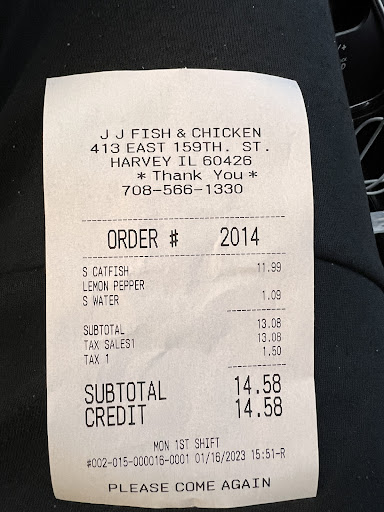 J J FISH & CHICKEN
413 EAST 159TH. ST.
HARVEY IL 60426
* Thank You *
708-566-1330
ORDER # 2014
S CATFISH 11.99
LEMON PEPPER
S WATER 1.09
SUBTOTAL 13.08
TAX SALES1 13.08
TAX 1 1.50
SUBTOTAL 14.58
CREDIT 14.58
MON 1ST SHIFT
#002-015-000016-0001 01/16/2023 15:51-R
PLEASE COME AGAIN